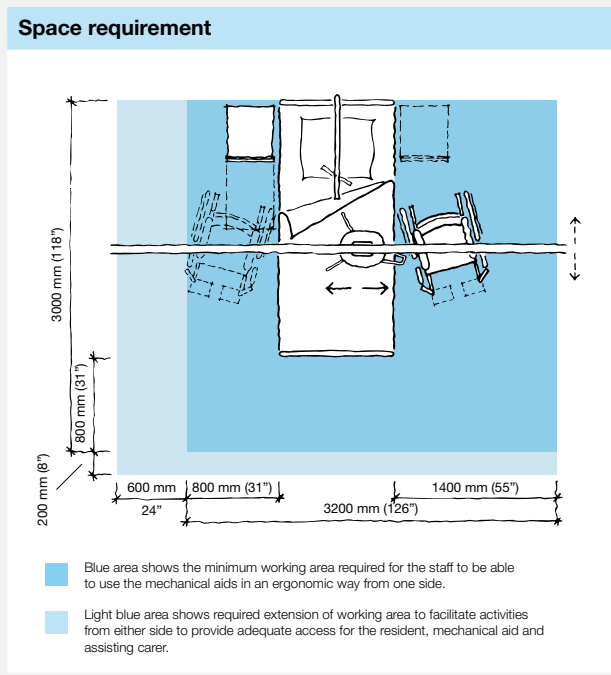 Space requirement
3000 mm (118”)
800 mm (31”)
200 mm (8”)
600 mm
24”
800 mm (31”)
1400 mm (55”)
3200 mm (126”)
Blue area shows the minimum working area required for the staff to be able
to use the mechanical aids in an ergonomic way from one side.
Light blue area shows required extension of working area to facilitate activities
from either side to provide adequate access for the resident, mechanical aid and
assisting carer.